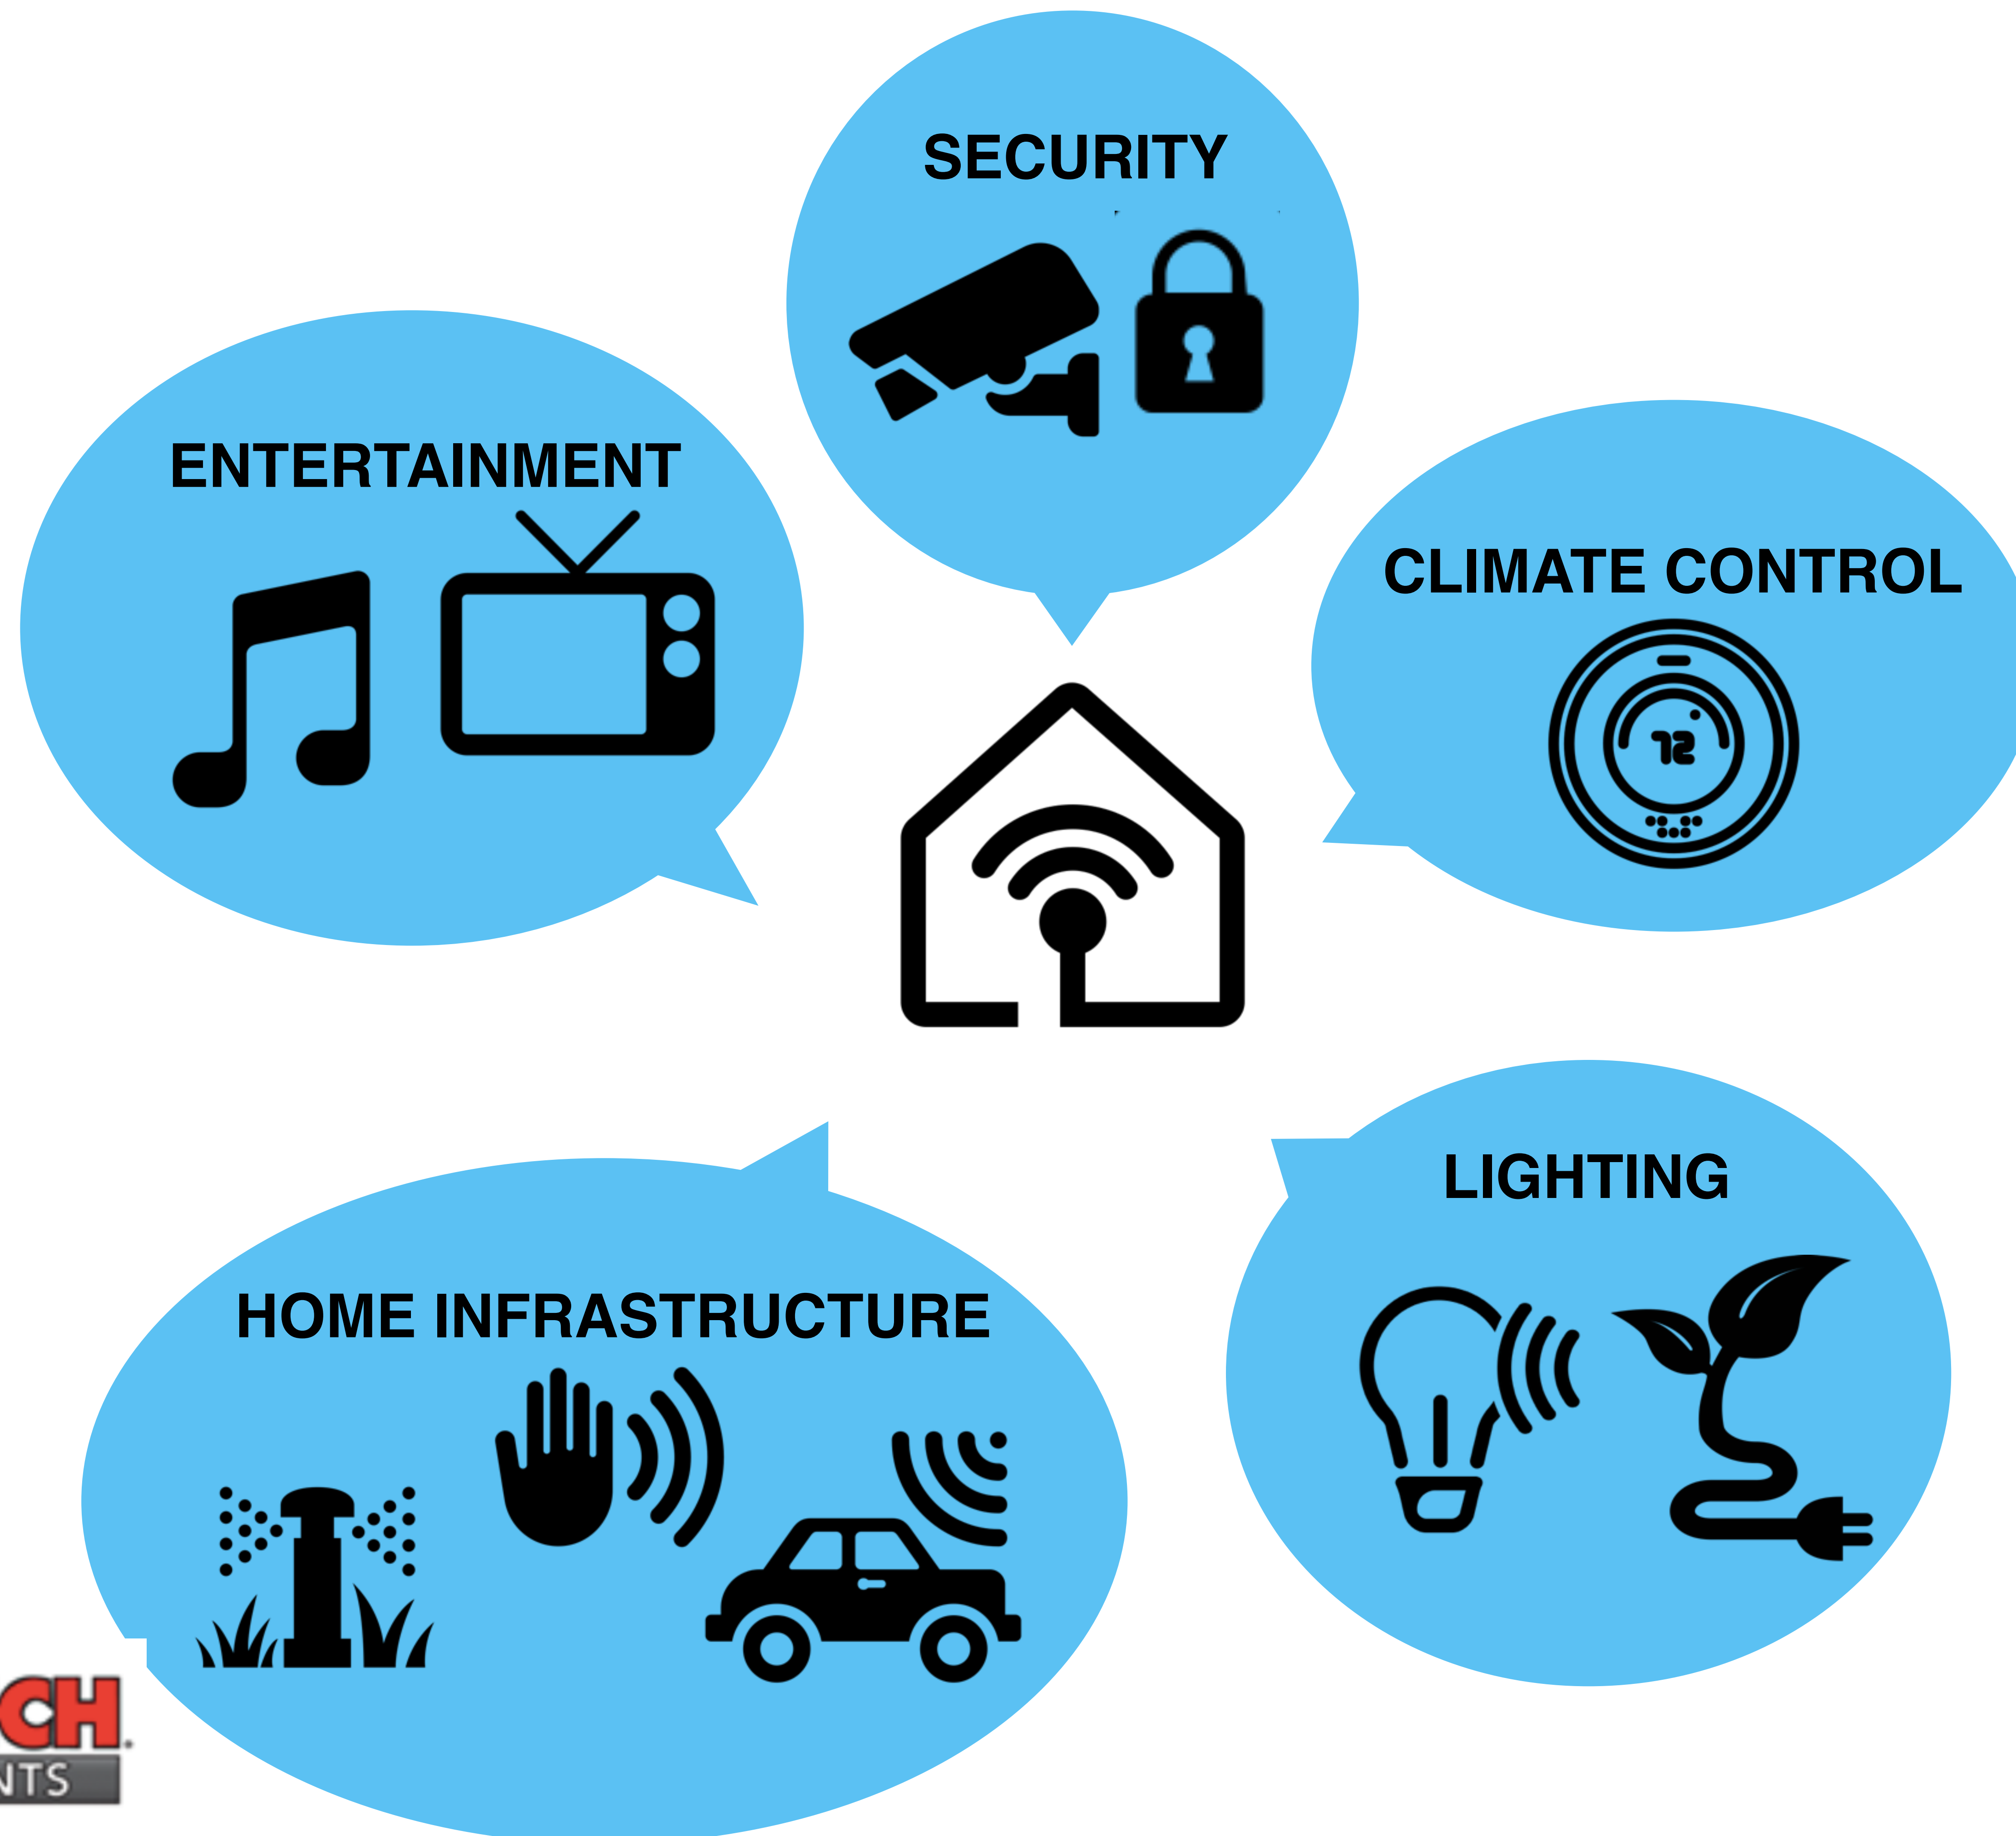 SECURITY
ENTERTAINMENT
CLIMATE CONTROL
72
LIGHTING
HOME INFRASTRUCTURE
CH
NTS